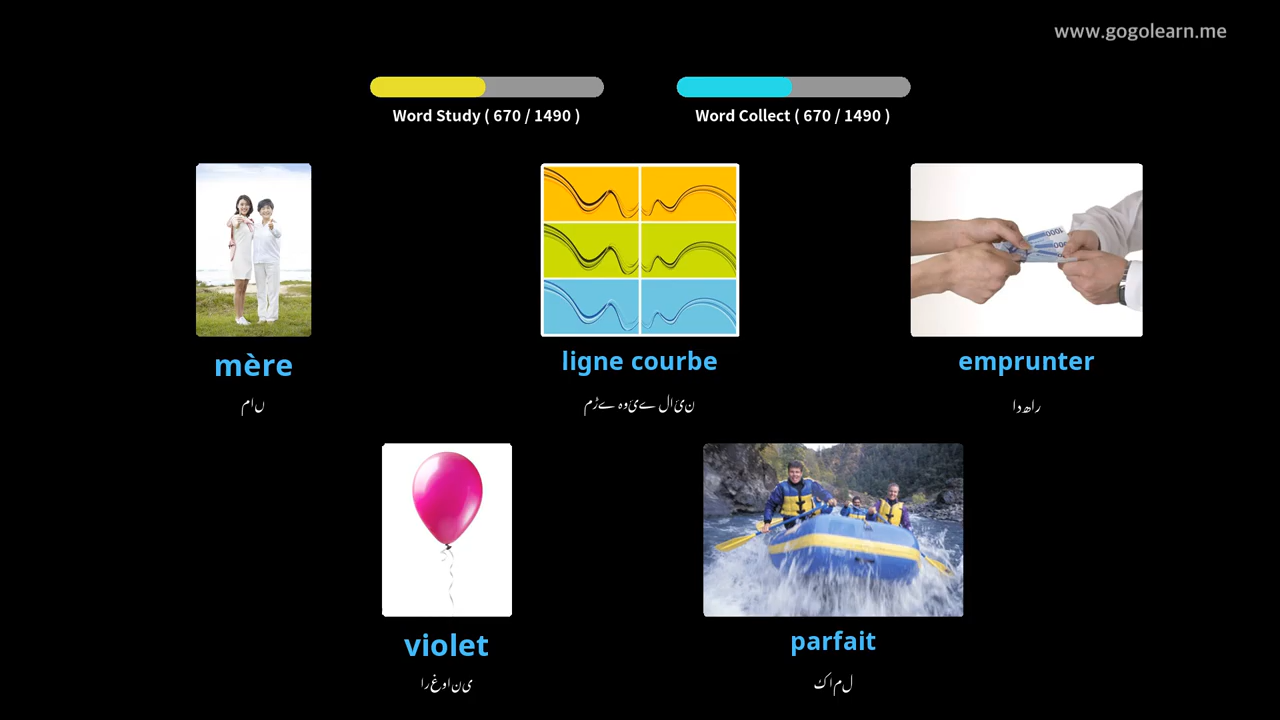 www.gogolearn.me
Word Study ( 670 / 1490 )
Word Collect ( 670 / 1490 )
mère
ماں
ligne courbe
مڑے ہوئے لائن
emprunter
ادھار
violet
ارغوانی
parfait
کامل